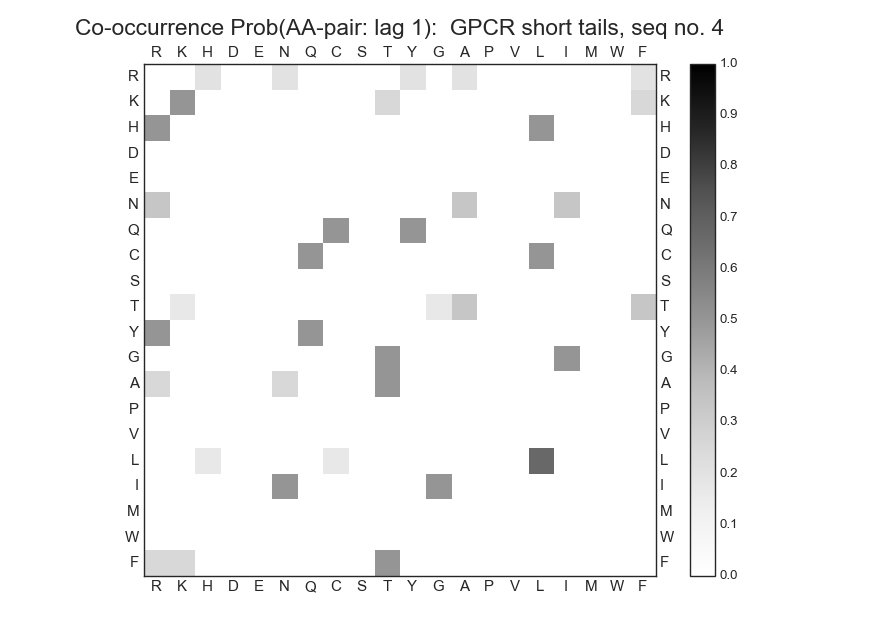 Co-occurrence Prob(AA-pair: lag 1):  GPCR short tails, seq no. 4
R K H D E N Q C S T Y G A P V L I M W F
R R 1.0
K K 0.9
H H
D D 0.8
E E
N N 0.7
Q Q
C C 0.6
S S
T T 0.5
Y Y
G G 0.4
A A
P P 0.3
V V
L L 0.2
I I
M M 0.1
W W
F F 0.0
R K H D E N Q C S T Y G A P V L I M W F